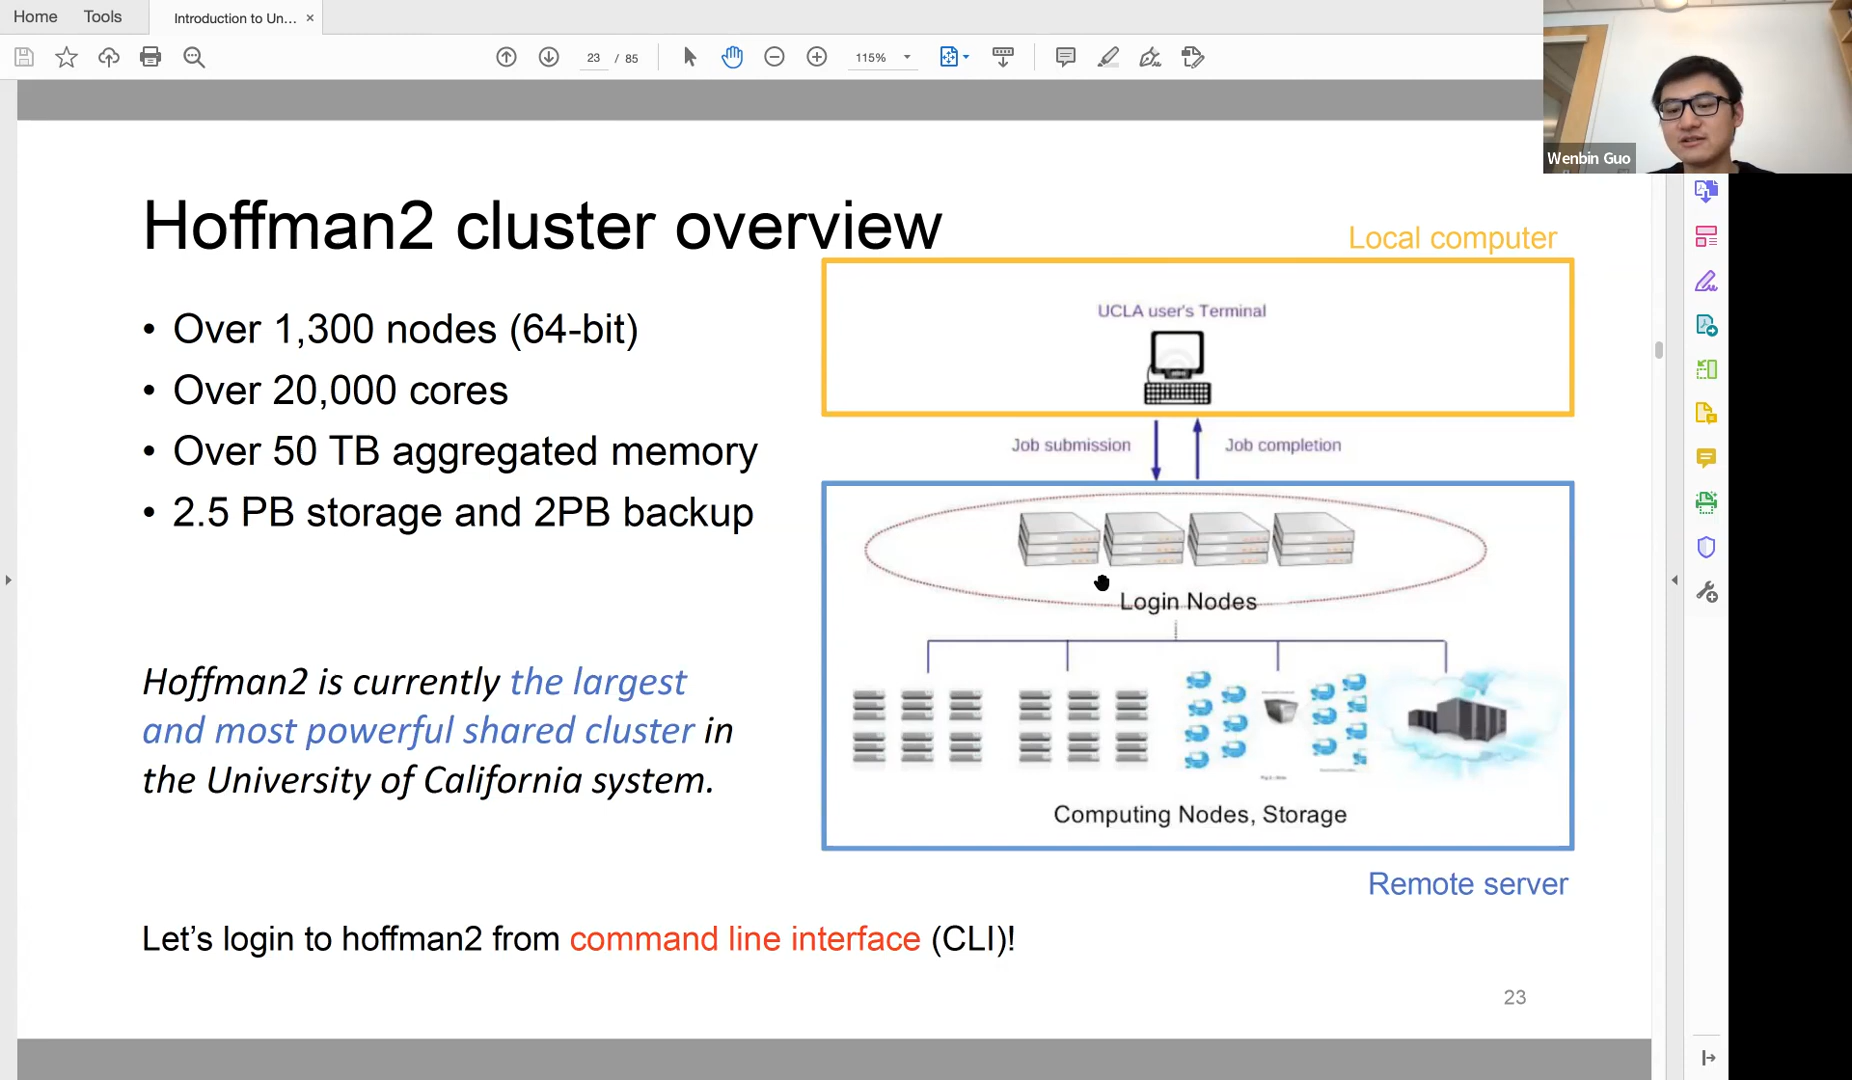 Home Tools Introduction to Un... ×
23 / 85 115%
Wenbin Guo
Hoffman2 cluster overview
• Over 1,300 nodes (64-bit)
• Over 20,000 cores
• Over 50 TB aggregated memory
• 2.5 PB storage and 2PB backup
Hoffman2 is currently the largest
and most powerful shared cluster in
the University of California system.
Local computer
UCLA user's Terminal
Job submission Job completion
Login Nodes
Computing Nodes, Storage
Remote server
Let's login to hoffman2 from command line interface (CLI)!
23